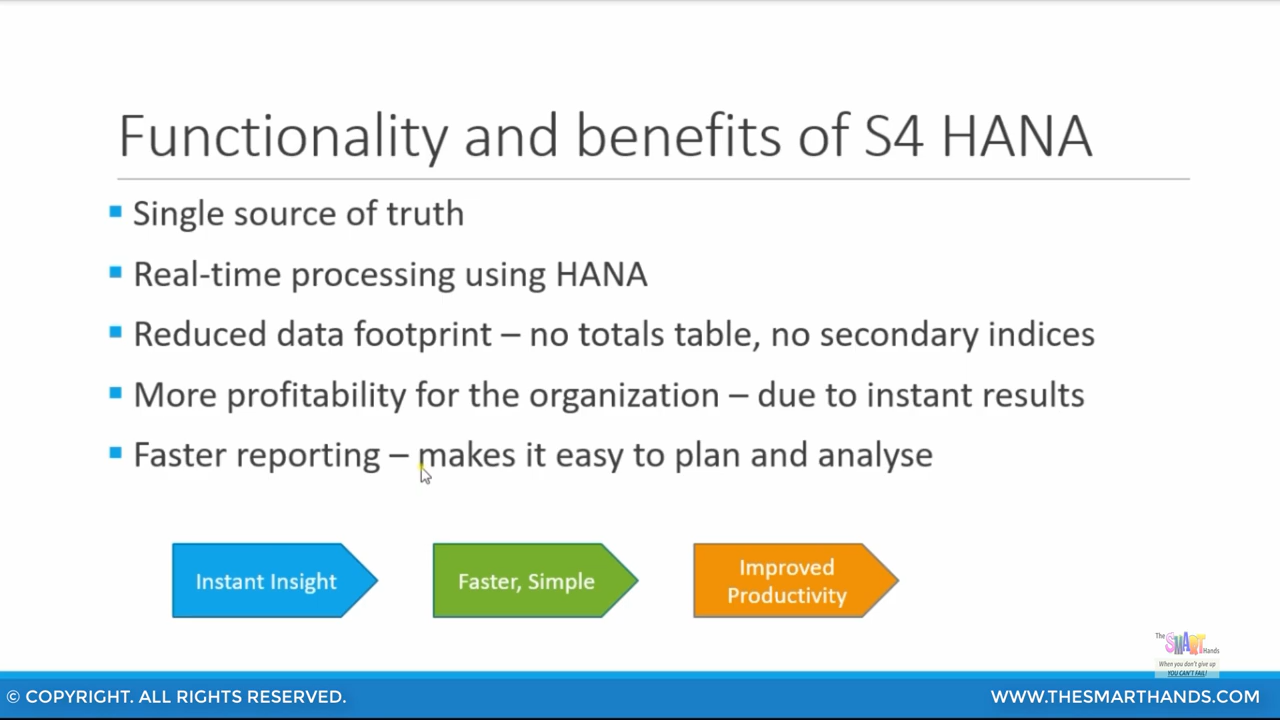 Functionality and benefits of S4 HANA
Single source of truth
Real-time processing using HANA
Reduced data footprint – no totals table, no secondary indices
More profitability for the organization – due to instant results
Faster reporting – makes it easy to plan and analyse
Instant Insight
Faster, Simple
Improved
Productivity
The SMART Hands
When you don't give up
YOU CAN'T FAIL!
© COPYRIGHT. ALL RIGHTS RESERVED.
WWW.THESMARTHANDS.COM